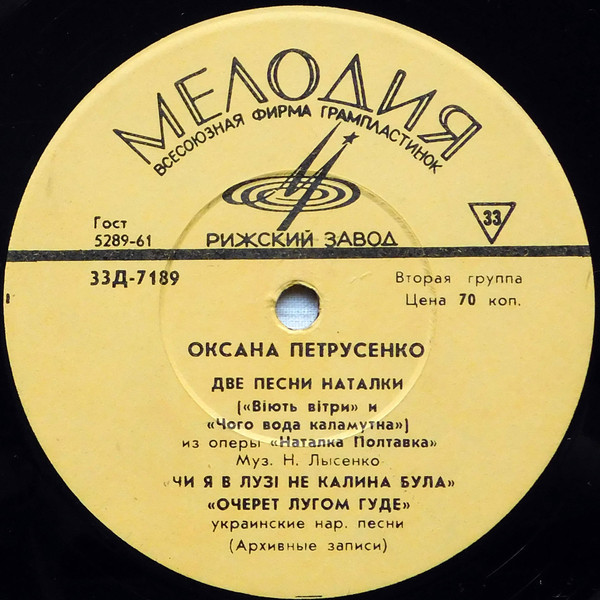 МЕЛОДИЯ
ВСЕСОЮЗНАЯ ФИРМА ГРАМПЛАСТИНОК
Гост
5289-61
33
РИЖСКИЙ ЗАВОД
33Д-7189
Вторая группа
Цена 70 коп.
ОКСАНА ПЕТРУСЕНКО
ДВЕ ПЕСНИ НАТАЛКИ
(«Віють вітри» и
«Чого вода каламутна»)
из оперы «Наталка Полтавка»
Муз. Н. Лысенко
«ЧИ Я В ЛУЗІ НЕ КАЛИНА БУЛА»
«ОЧЕРЕТ ЛУГОМ ГУДЕ»
украинские нар. песни
(Архивные записи)